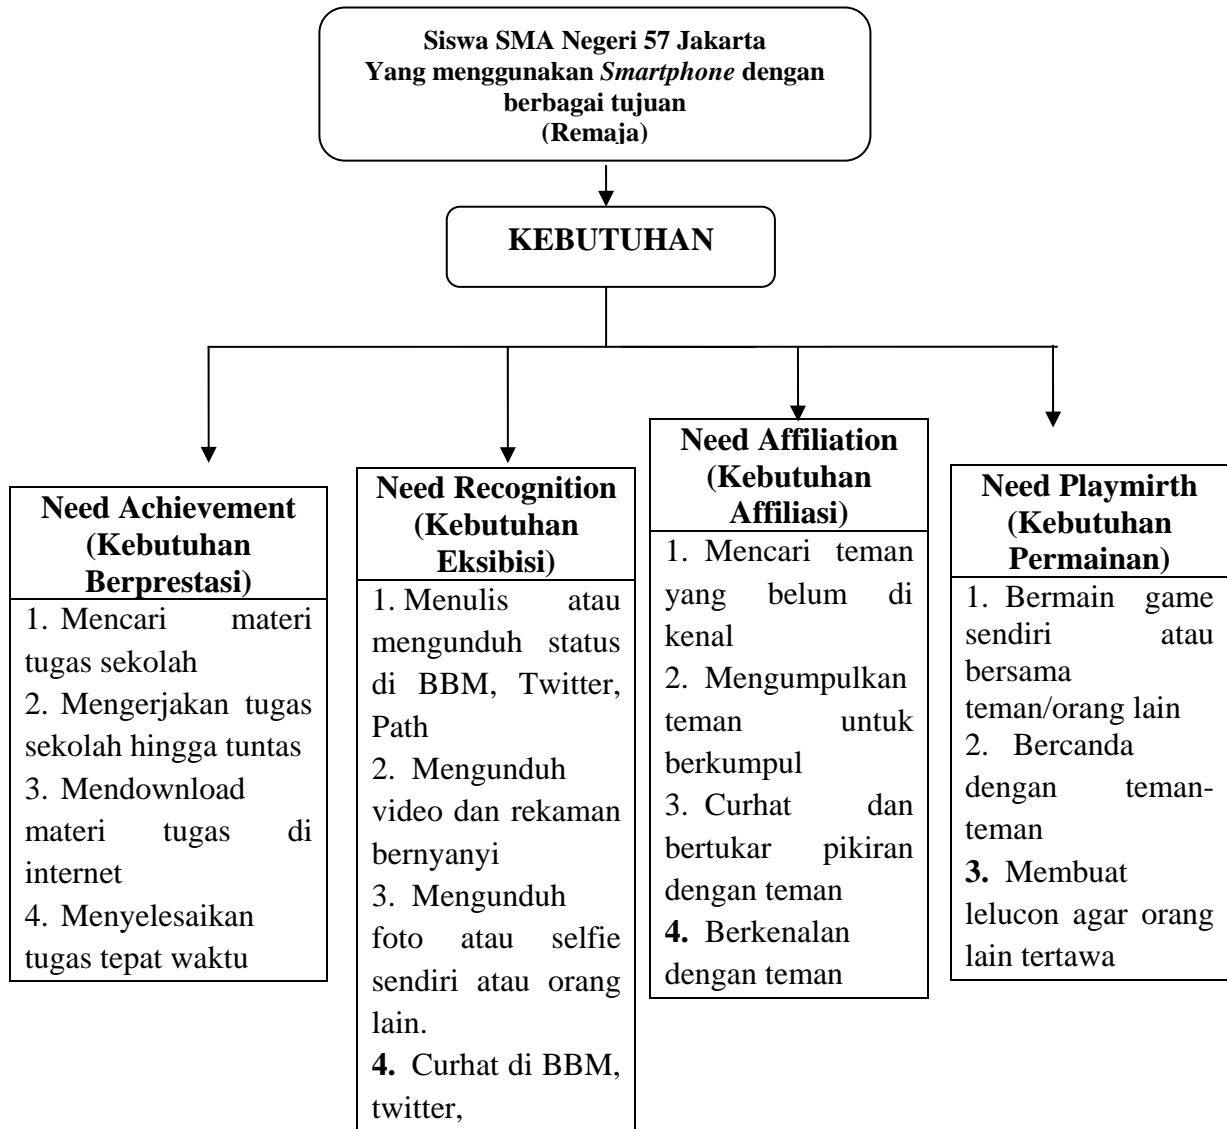 Siswa SMA Negeri 57 Jakarta
Yang menggunakan Smartphone dengan
berbagai tujuan
(Remaja)
KEBUTUHAN
Need Achievement
(Kebutuhan
Berprestasi)
1. Mencari materi
tugas sekolah
2. Mengerjakan tugas
sekolah hingga tuntas
3. Mendownload
materi tugas di
internet
4. Menyelesaikan
tugas tepat waktu
Need Recognition
(Kebutuhan
Eksibisi)
1. Menulis atau
mengunduh status
di BBM, Twitter,
Path
2. Mengunduh
video dan rekaman
bernyanyi
3. Mengunduh
foto atau selfie
sendiri atau orang
lain.
4. Curhat di BBM,
twitter,
Need Affiliation
(Kebutuhan
Affiliasi)
1. Mencari teman
yang belum di
kenal
2. Mengumpulkan
teman untuk
berkumpul
3. Curhat dan
bertukar pikiran
dengan teman
4. Berkenalan
dengan teman
Need Playmirth
(Kebutuhan
Permainan)
1. Bermain game
sendiri atau
bersama
teman/orang lain
2. Bercanda
dengan teman-
teman
3. Membuat
lelucon agar orang
lain tertawa